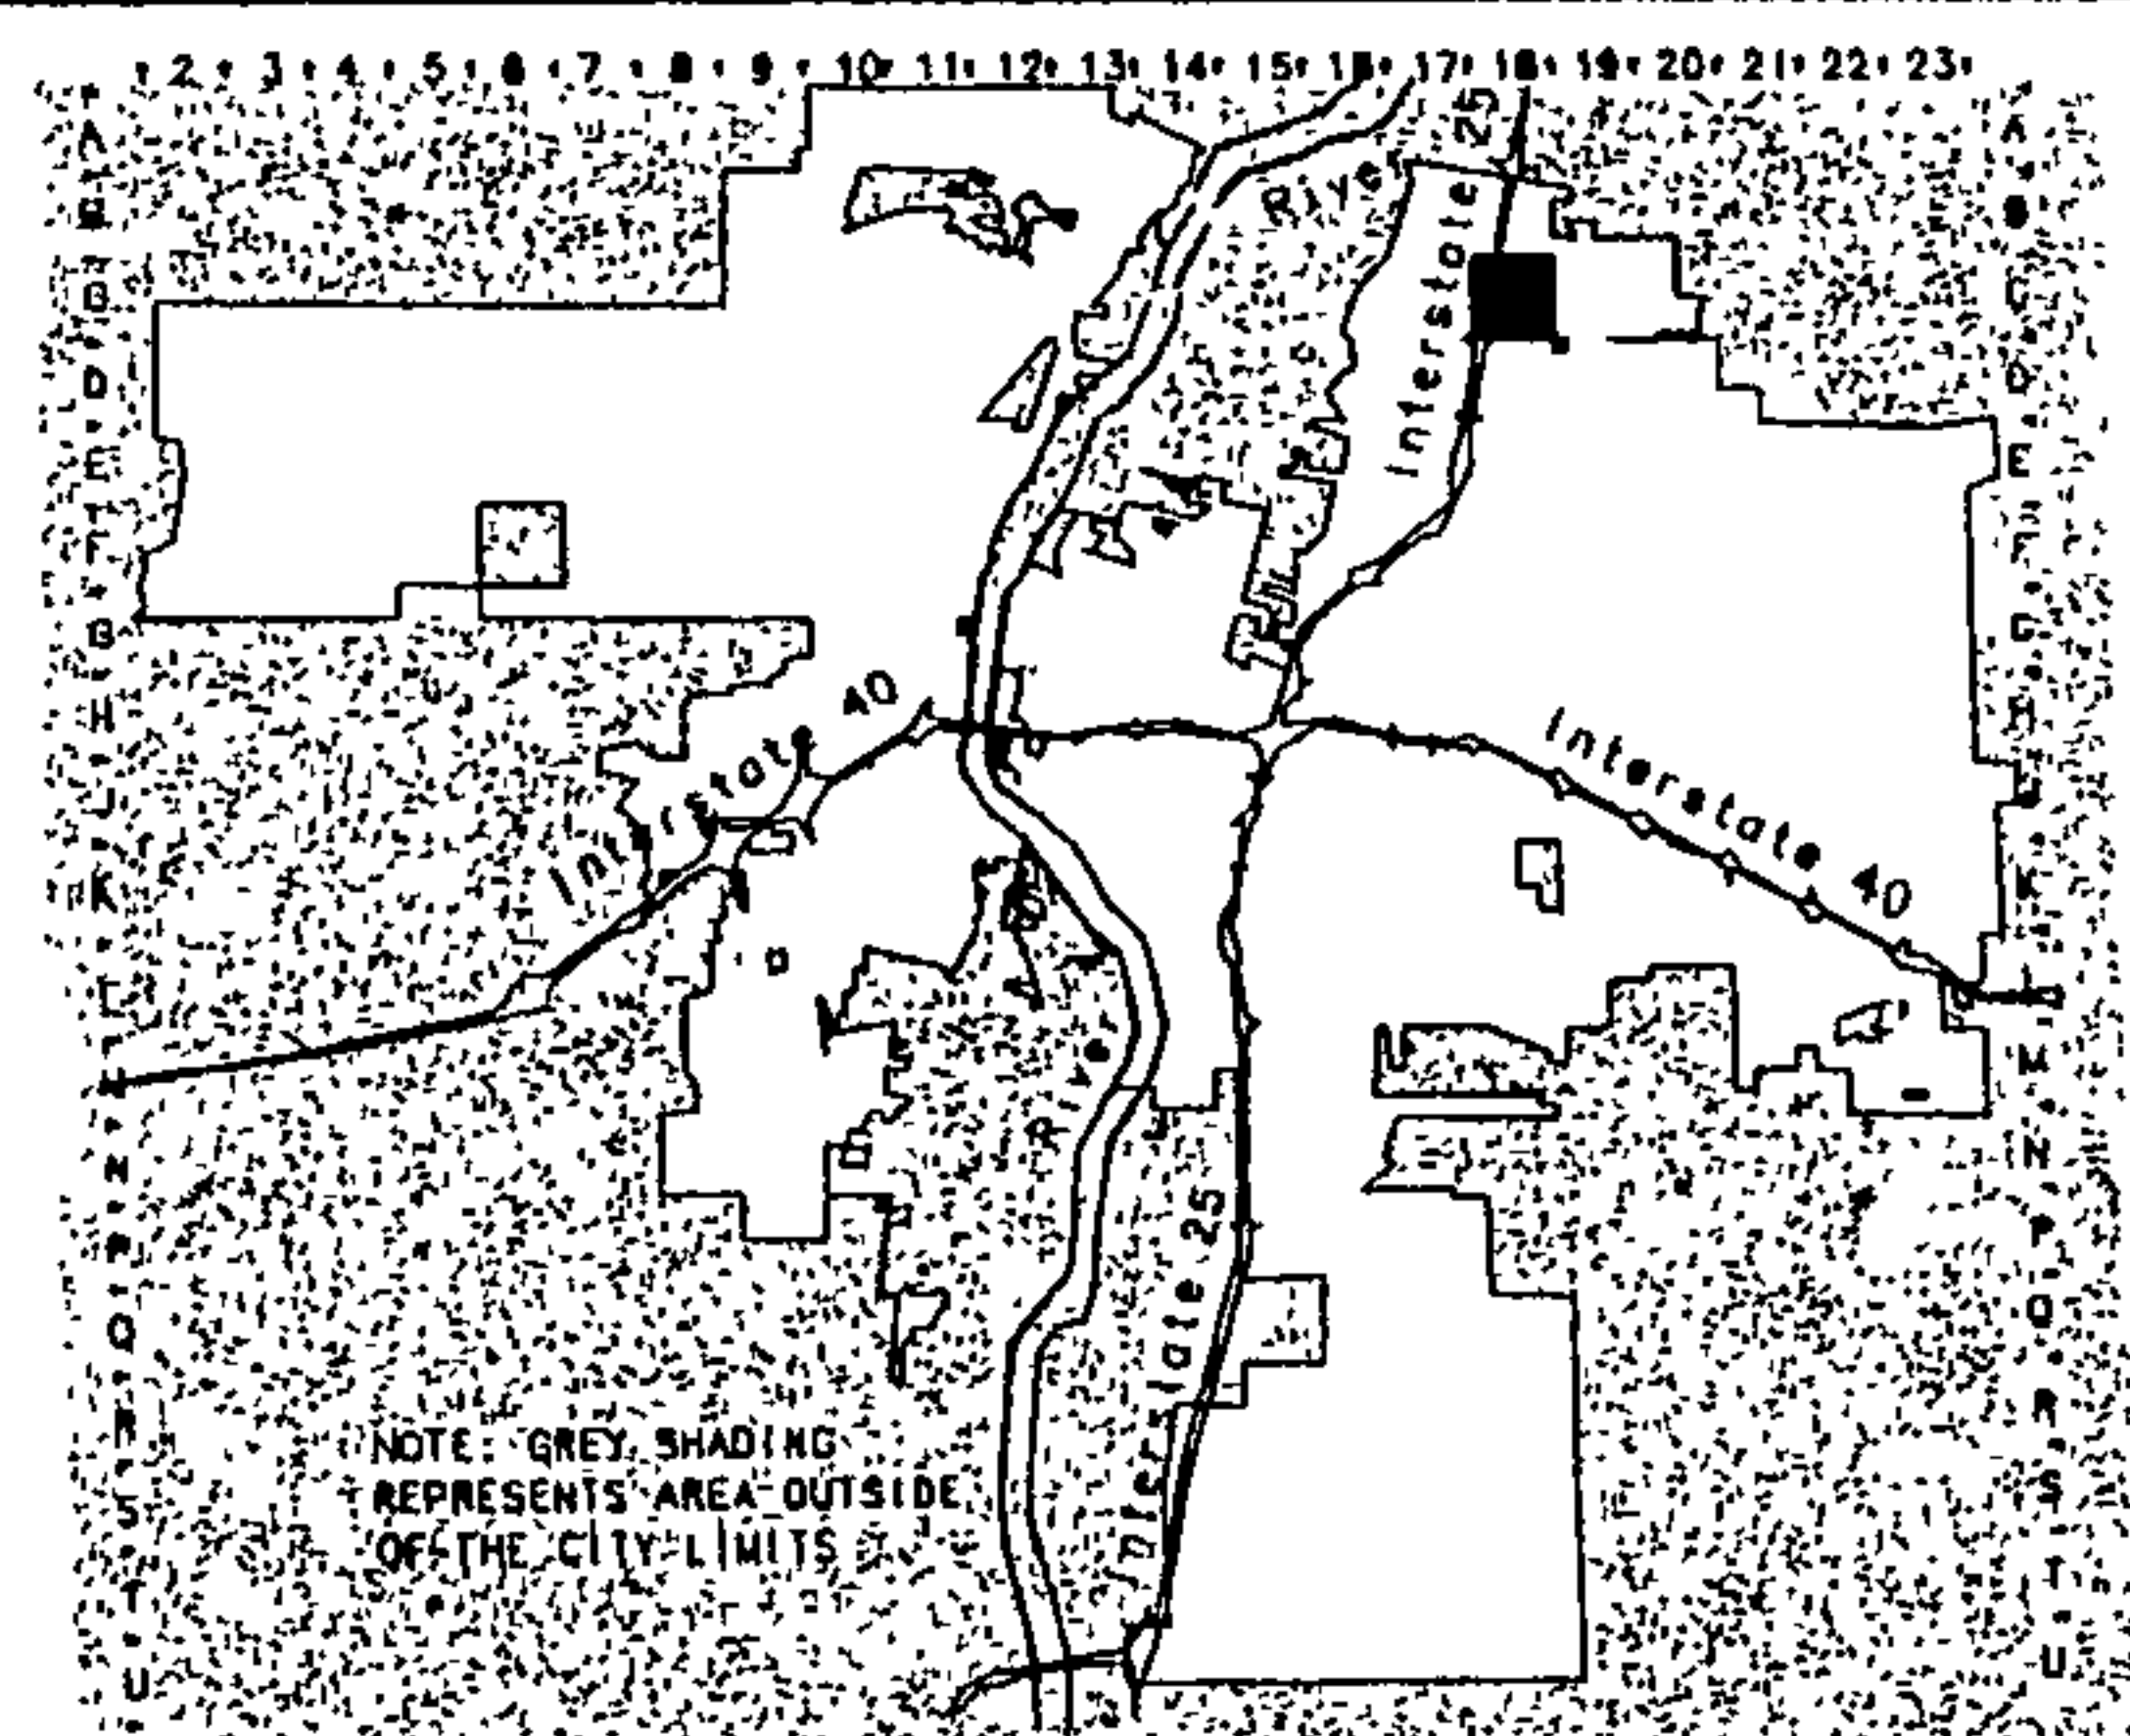 2 3 4 5 6 7 8 9 10 11 12 13 14 15 16 17 18 19 20 21 22 23
A A
B
C
D D
E E
F F
G G
H H
K K
L L
M M
N N
P P
Q Q
R R
S S
T T
U U
River
Interstate 25
Interstate 40
Interstate 40
River
Interstate 25
NOTE: GREY SHADING
REPRESENTS AREA OUTSIDE
OF THE CITY LIMITS